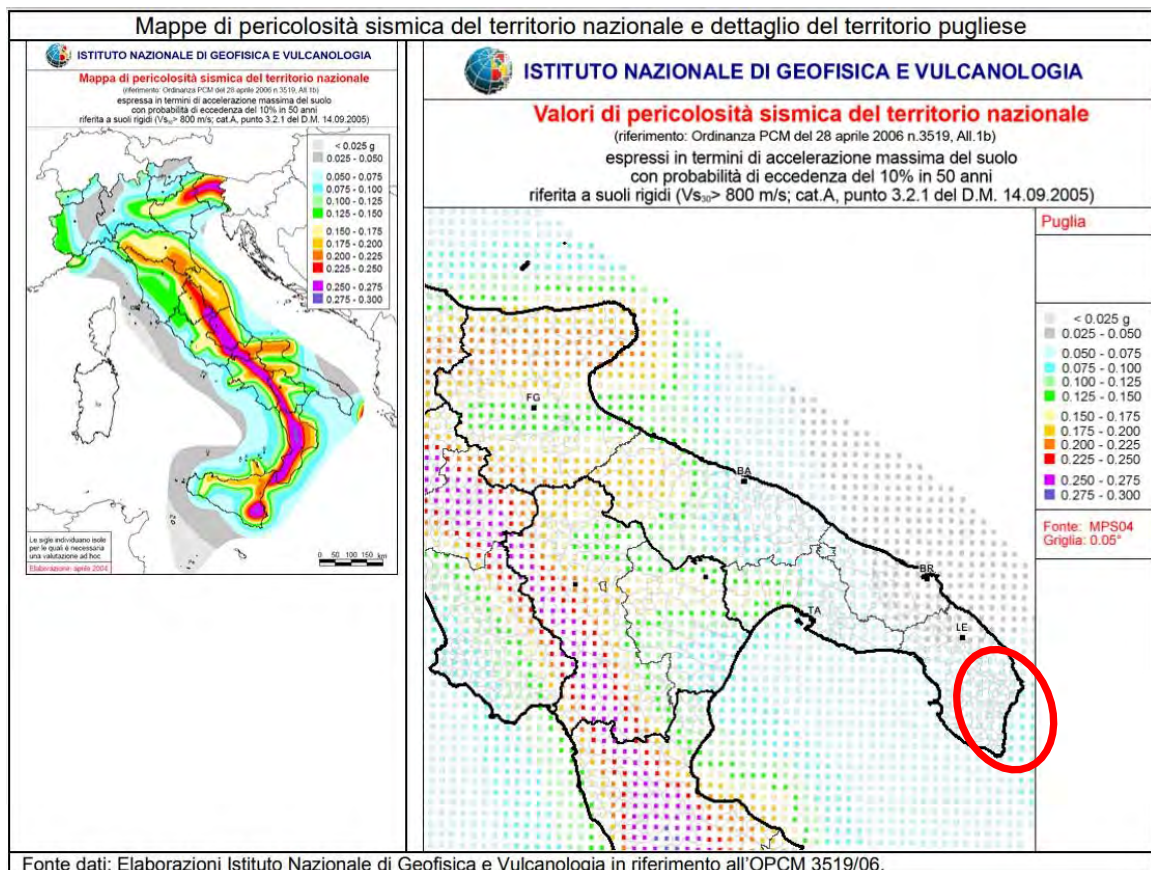 Mappe di pericolosità sismica del territorio nazionale e dettaglio del territorio pugliese
ISTITUTO NAZIONALE DI GEOFISICA E VULCANOLOGIA
Mappa di pericolosità sismica del territorio nazionale
(riferimento: Ordinanza PCM del 28 aprile 2006 n.3519, All.1b)
espressa in termini di accelerazione massima del suolo
con probabilità di eccedenza del 10% in 50 anni
riferita a suoli rigidi (Vs30> 800 m/s; cat.A, punto 3.2.1 del D.M. 14.09.2005)
< 0.025 g
0.025 - 0.050
0.050 - 0.075
0.075 - 0.100
0.100 - 0.125
0.125 - 0.150
0.150 - 0.175
0.175 - 0.200
0.200 - 0.225
0.225 - 0.250
0.250 - 0.275
0.275 - 0.300
Le sigle individuano isole
per le quali è necessaria
una valutazione ad hoc
Elaborazione: aprile 2004
0 50 100 150 km
ISTITUTO NAZIONALE DI GEOFISICA E VULCANOLOGIA
Valori di pericolosità sismica del territorio nazionale
(riferimento: Ordinanza PCM del 28 aprile 2006 n.3519, All.1b)
espressi in termini di accelerazione massima del suolo
con probabilità di eccedenza del 10% in 50 anni
riferita a suoli rigidi (Vs30> 800 m/s; cat.A, punto 3.2.1 del D.M. 14.09.2005)
Puglia
FG
BA
BR
TA
LE
< 0.025 g
0.025 - 0.050
0.050 - 0.075
0.075 - 0.100
0.100 - 0.125
0.125 - 0.150
0.150 - 0.175
0.175 - 0.200
0.200 - 0.225
0.225 - 0.250
0.250 - 0.275
0.275 - 0.300
Fonte: MPS04
Griglia: 0.05°
Fonte dati: Elaborazioni Istituto Nazionale di Geofisica e Vulcanologia in riferimento all'OPCM 3519/06.